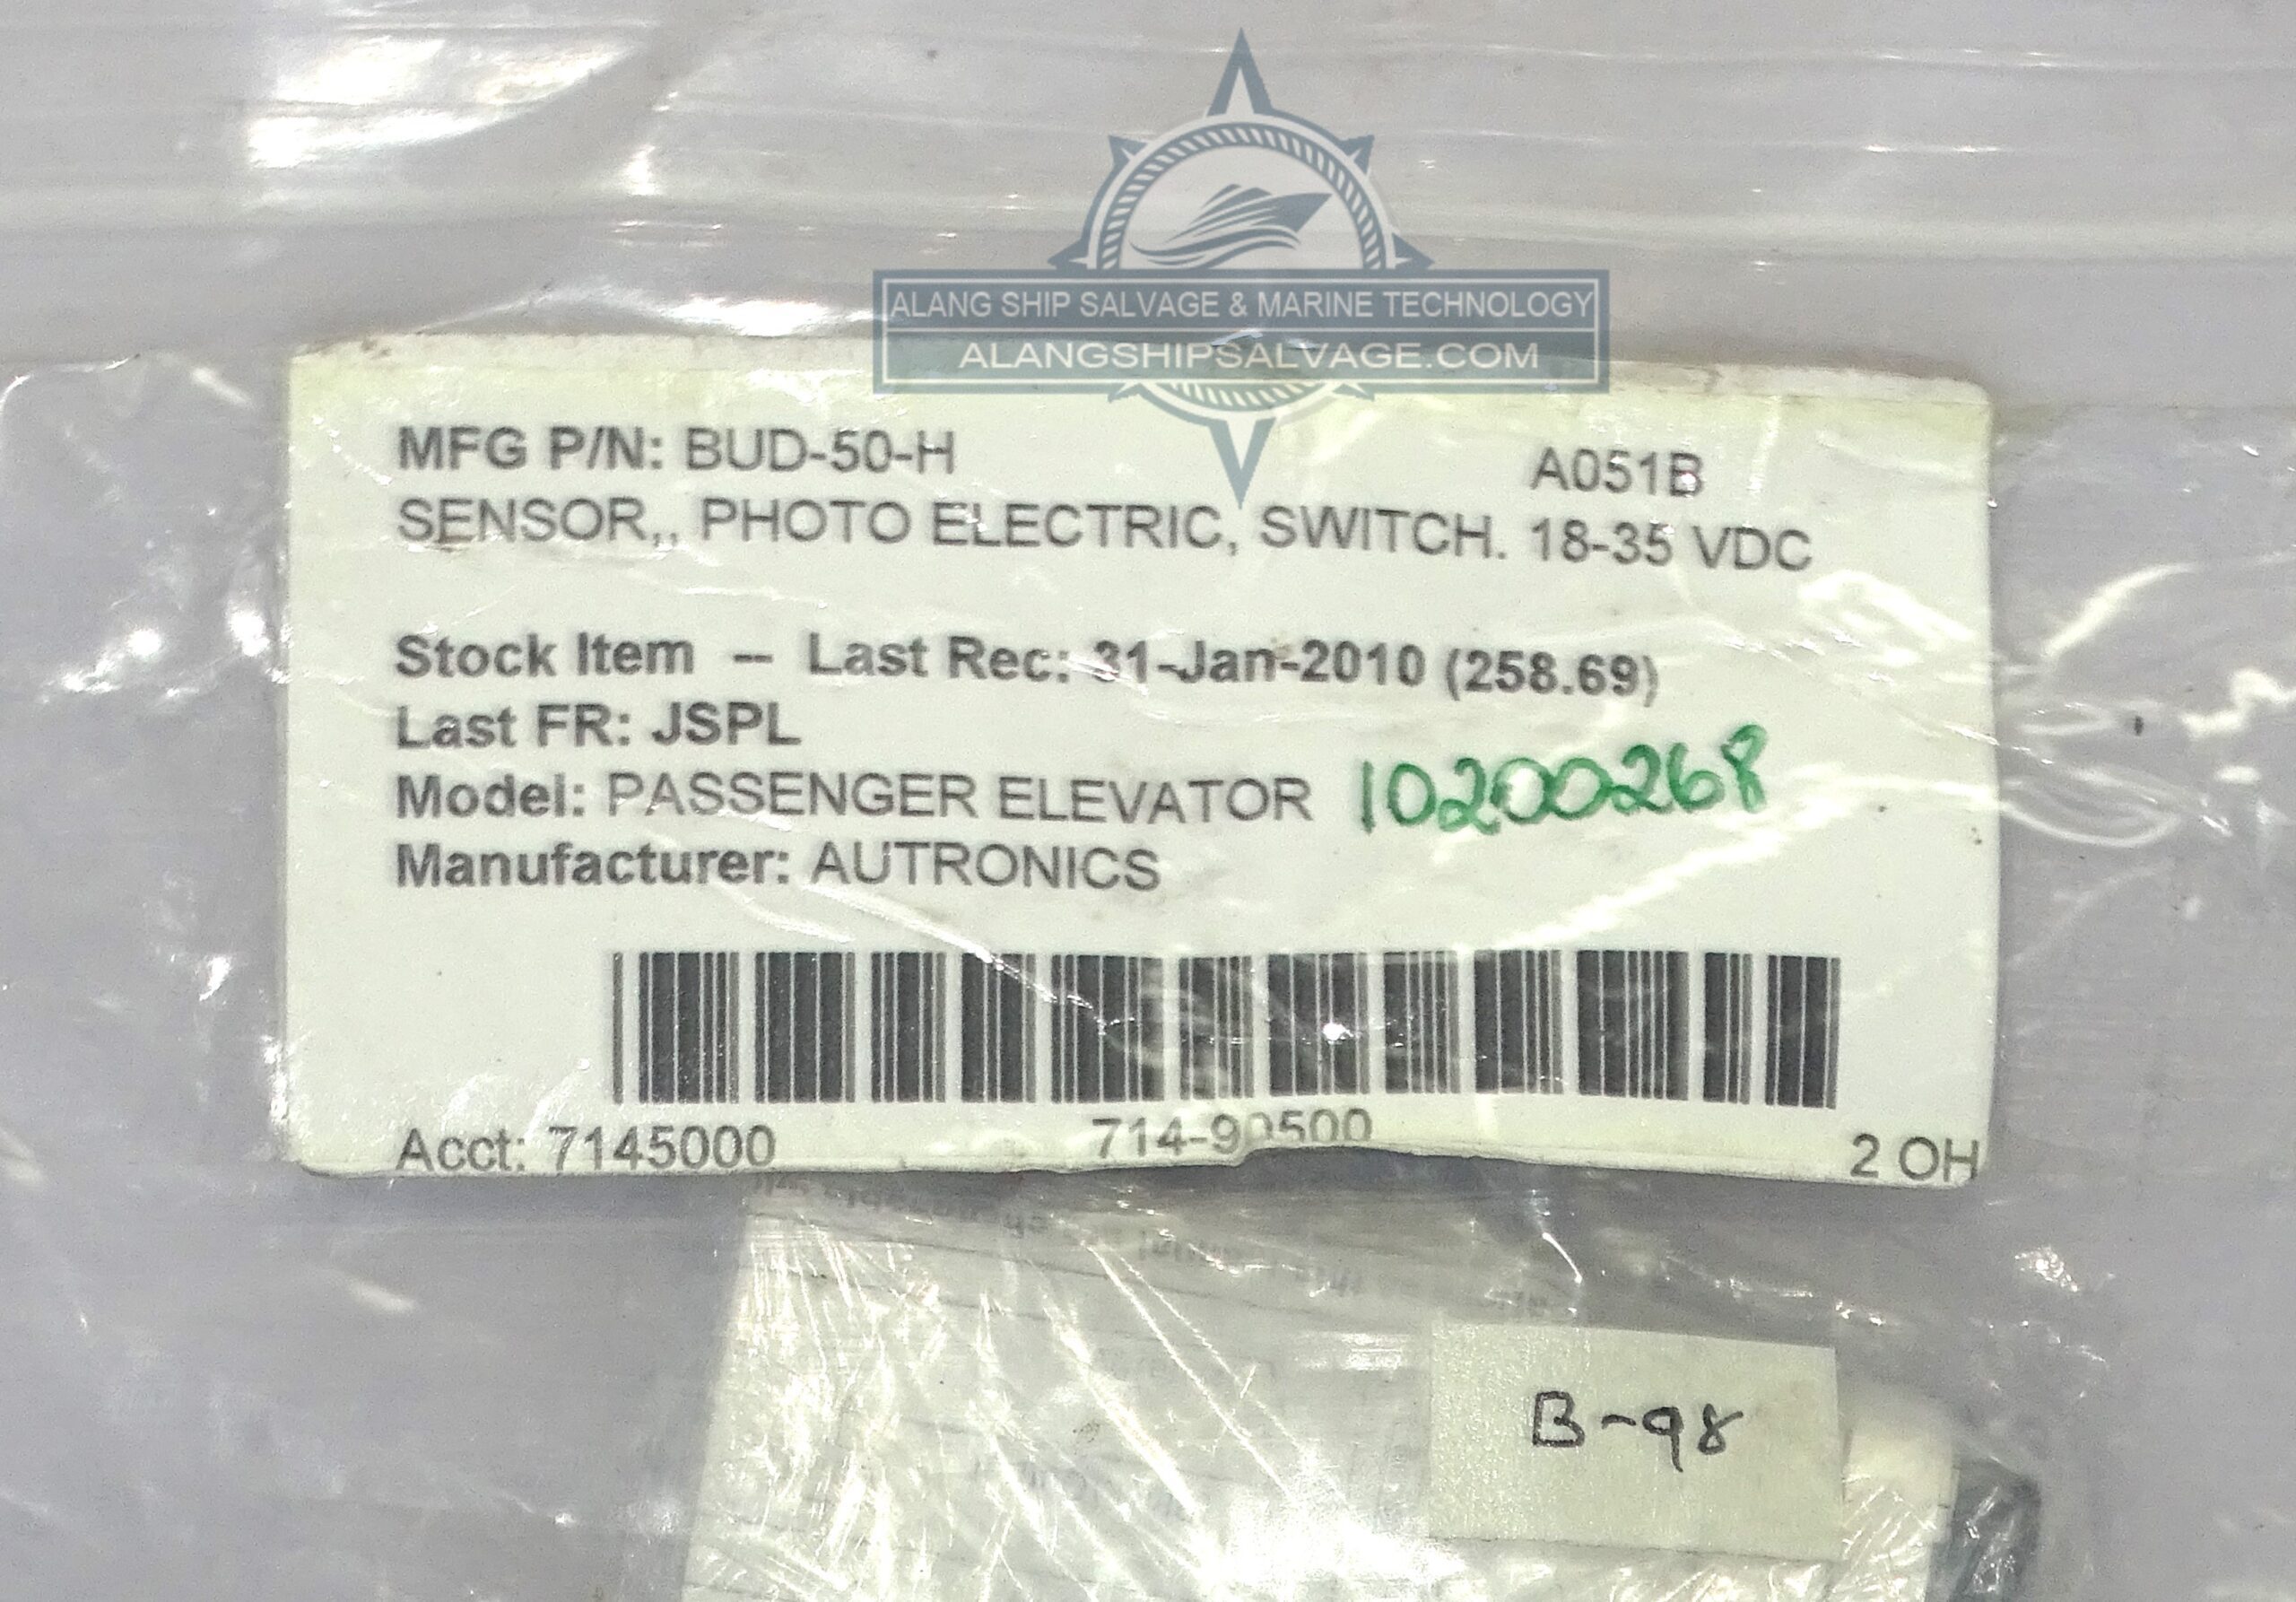 ALANG SHIP SALVAGE & MARINE TECHNOLOGY
ALANGSHIPSALVAGE.COM
MFG P/N: BUD-50-H A051B
SENSOR,, PHOTO ELECTRIC, SWITCH. 18-35 VDC
Stock Item -- Last Rec: 31-Jan-2010 (258.69)
Last FR: JSPL
Model: PASSENGER ELEVATOR 10200268
Manufacturer: AUTRONICS
Acct: 7145000 714-90500 2 OH
B-98